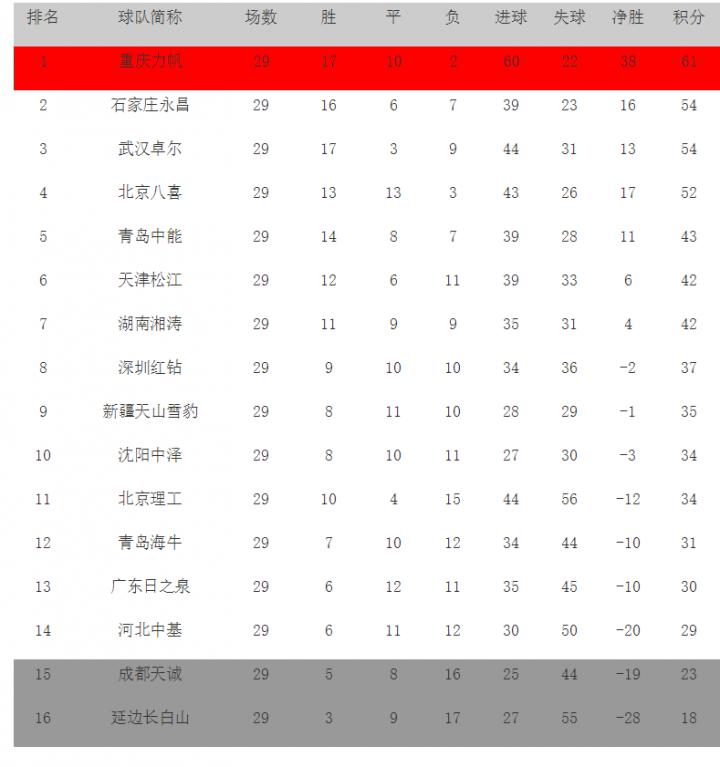 排名 球队简称 场数 胜 平 负 进球 失球 净胜 积分
1 重庆力帆 29 17 10 2 60 22 38 61
2 石家庄永昌 29 16 6 7 39 23 16 54
3 武汉卓尔 29 17 3 9 44 31 13 54
4 北京八喜 29 13 13 3 43 26 17 52
5 青岛中能 29 14 8 7 39 28 11 43
6 天津松江 29 12 6 11 39 33 6 42
7 湖南湘涛 29 11 9 9 35 31 4 42
8 深圳红钻 29 9 10 10 34 36 -2 37
9 新疆天山雪豹 29 8 11 10 28 29 -1 35
10 沈阳中泽 29 8 10 11 27 30 -3 34
11 北京理工 29 10 4 15 44 56 -12 34
12 青岛海牛 29 7 10 12 34 44 -10 31
13 广东日之泉 29 6 12 11 35 45 -10 30
14 河北中基 29 6 11 12 30 50 -20 29
15 成都天诚 29 5 8 16 25 44 -19 23
16 延边长白山 29 3 9 17 27 55 -28 18